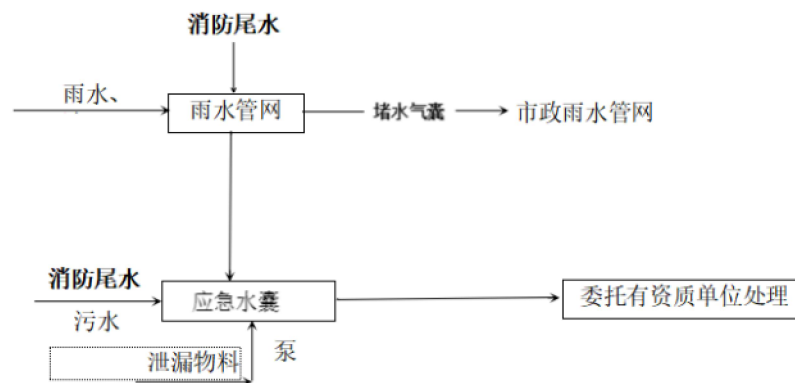 消防尾水
雨水、
雨水管网
堵水气囊
市政雨水管网
消防尾水
污水
应急水囊
委托有资质单位处理
泄漏物料
泵